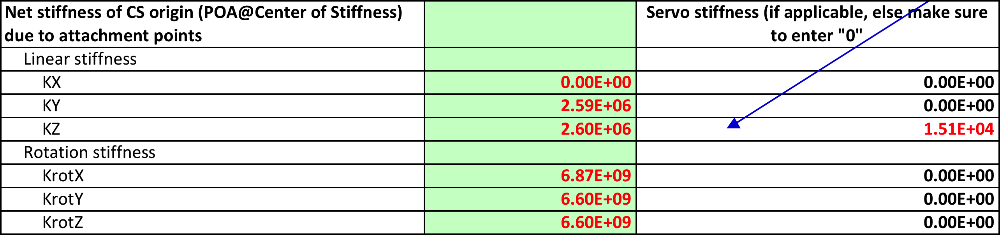 Net stiffness of CS origin (POA@Center of Stiffness)
due to attachment points
Servo stiffness (if applicable, else make sure
to enter "0"
Linear stiffness
KX 0.00E+00 0.00E+00
KY 2.59E+06 0.00E+00
KZ 2.60E+06 1.51E+04
Rotation stiffness
KrotX 6.87E+09 0.00E+00
KrotY 6.60E+09 0.00E+00
KrotZ 6.60E+09 0.00E+00